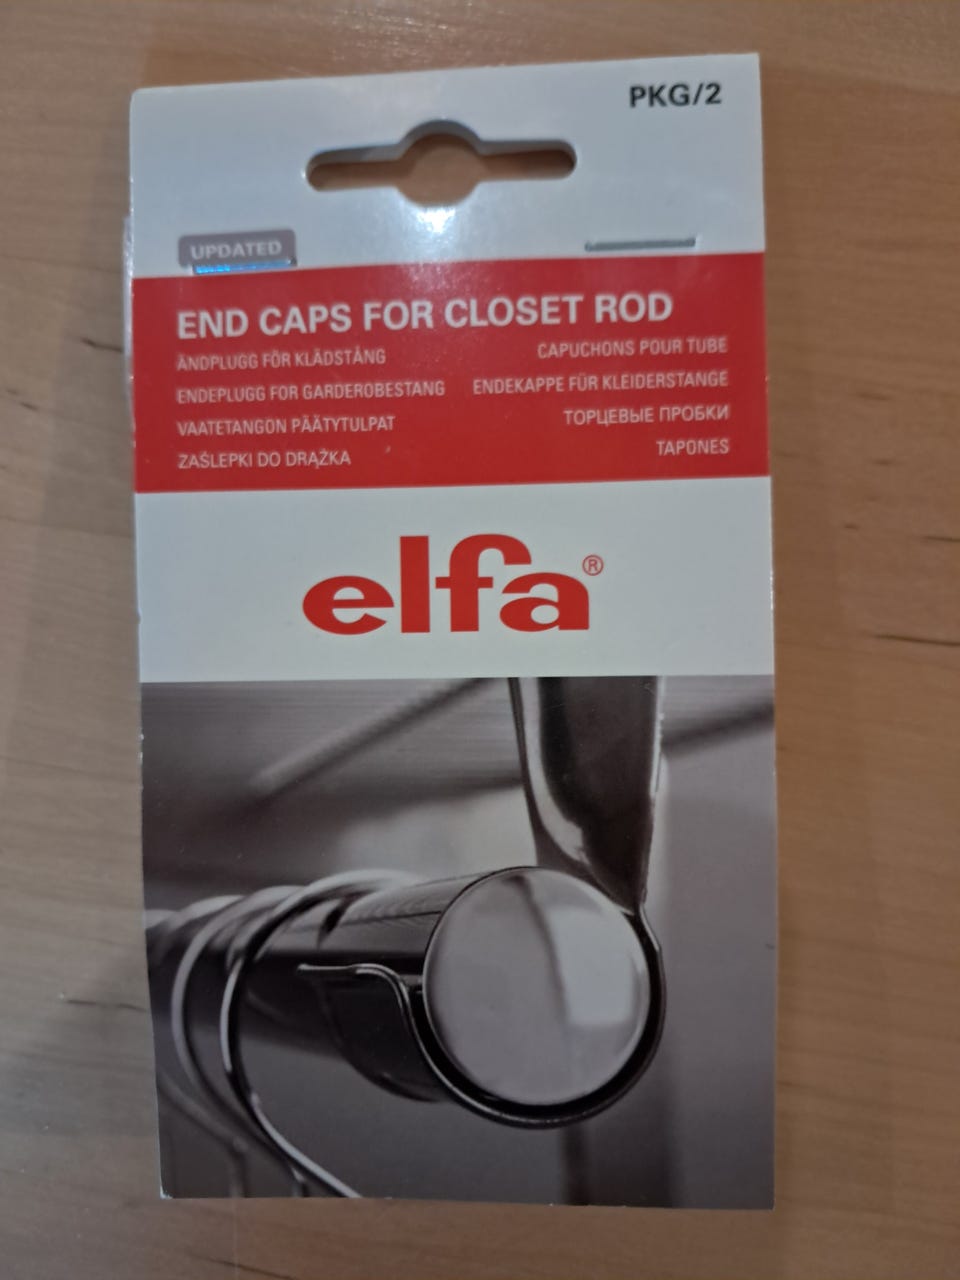 PKG/2
UPDATED
END CAPS FOR CLOSET ROD
ÄNDPLUGG FÖR KLÄDSTÅNG
ENDEPLUGG FOR GARDEROBESTANG
VAATETANGON PÄÄTYTULPAT
ZAŚLEPKI DO DRĄŻKA
CAPUCHONS POUR TUBE
ENDEKAPPE FÜR KLEIDERSTANGE
ТОРЦЕВЫЕ ПРОБКИ
TAPONES
elfa®